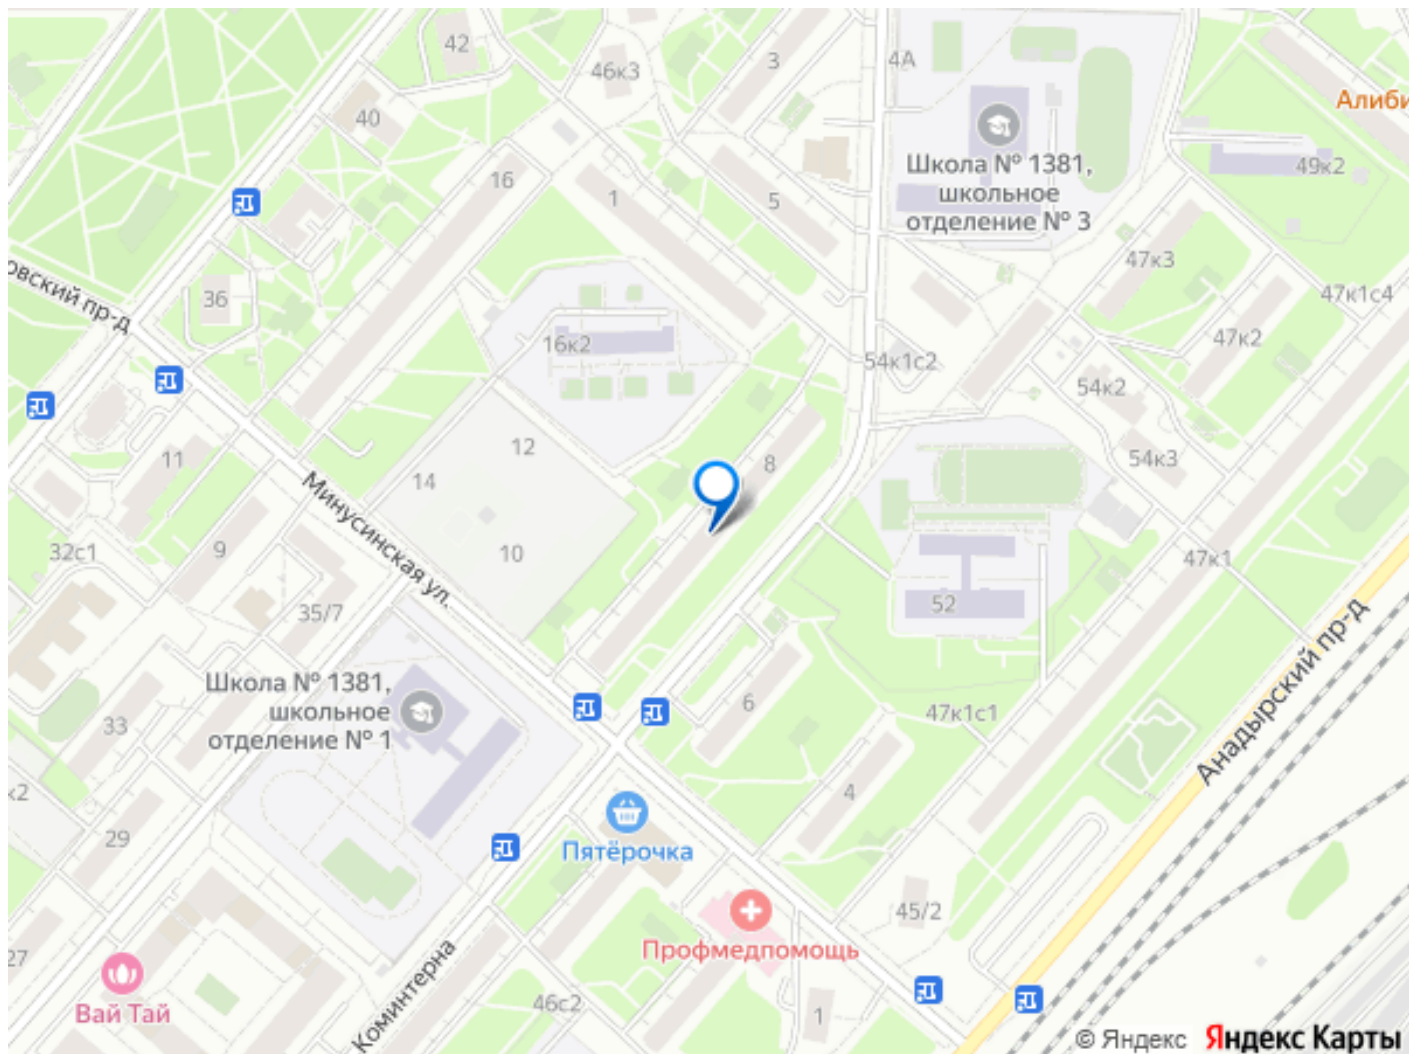 42
46к3
3
4А
Алиби
40
Школа № 1381,
школьное
отделение № 3
49к2
16
1
5
47к3
овский пр-д
36
47к1с4
16к2
54к1с2
47к2
54к2
11
12
8
54к3
14
Минусинская ул.
32с1
9
10
47к1
35/7
52
Анадырский пр-д
Школа № 1381,
школьное
отделение № 1
33
6
47к1с1
к2
4
29
Пятёрочка
45/2
Профмедпомощь
27
Вай Тай
Коминтерна
46с2
1
© Яндекс Яндекс Карты